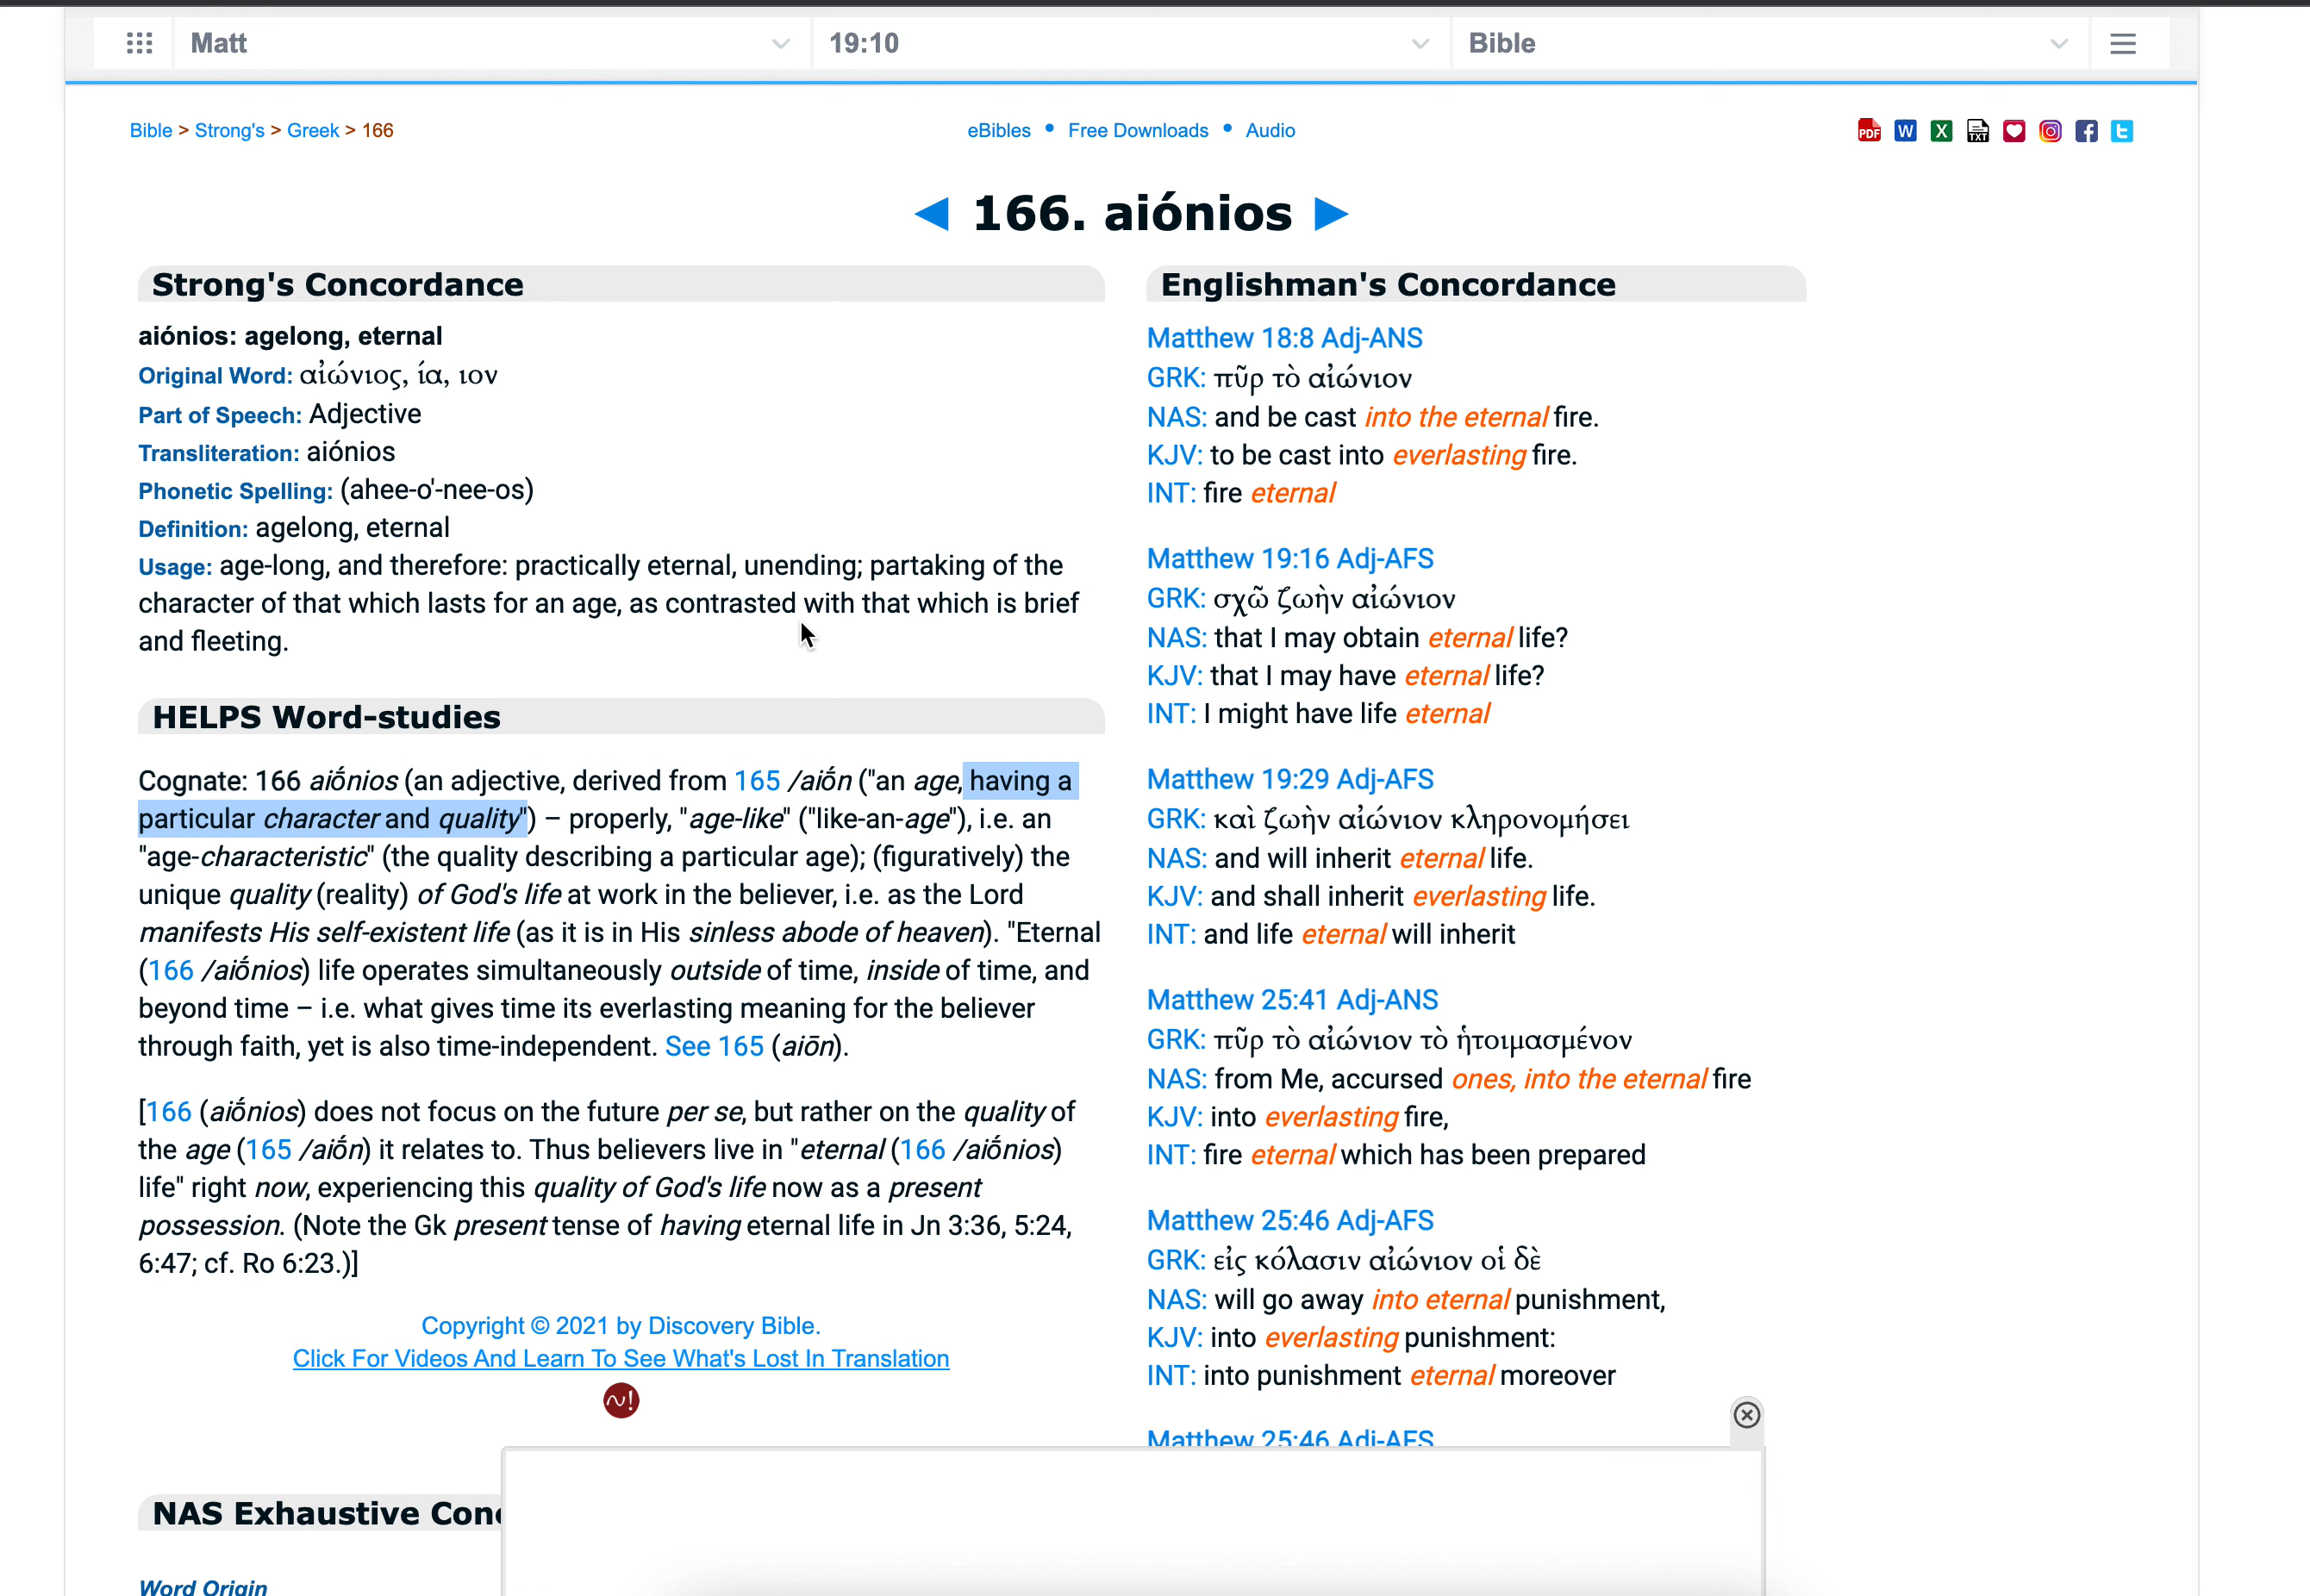 Matt
19:10
Bible
Bible > Strong's > Greek > 166
eBibles • Free Downloads • Audio
PDF W X TXT
◀ 166. aiónios ▶
Strong's Concordance
aiónios: agelong, eternal
Original Word: αἰώνιος, ία, ιον
Part of Speech: Adjective
Transliteration: aiónios
Phonetic Spelling: (ahee-o'-nee-os)
Definition: agelong, eternal
Usage: age-long, and therefore: practically eternal, unending; partaking of the
character of that which lasts for an age, as contrasted with that which is brief
and fleeting.
HELPS Word-studies
Cognate: 166 aiṓnios (an adjective, derived from 165 /aiṓn ("an age, having a
particular character and quality") – properly, "age-like" ("like-an-age"), i.e. an
"age-characteristic" (the quality describing a particular age); (figuratively) the
unique quality (reality) of God's life at work in the believer, i.e. as the Lord
manifests His self-existent life (as it is in His sinless abode of heaven). "Eternal
(166 /aiṓnios) life operates simultaneously outside of time, inside of time, and
beyond time – i.e. what gives time its everlasting meaning for the believer
through faith, yet is also time-independent. See 165 (aiōn).
[166 (aiṓnios) does not focus on the future per se, but rather on the quality of
the age (165 /aiṓn) it relates to. Thus believers live in "eternal (166 /aiṓnios)
life" right now, experiencing this quality of God's life now as a present
possession. (Note the Gk present tense of having eternal life in Jn 3:36, 5:24,
6:47; cf. Ro 6:23.)]
Copyright © 2021 by Discovery Bible.
Click For Videos And Learn To See What's Lost In Translation
NAS Exhaustive Conc
Word Origin
Englishman's Concordance
Matthew 18:8 Adj-ANS
GRK: πῦρ τὸ αἰώνιον
NAS: and be cast into the eternal fire.
KJV: to be cast into everlasting fire.
INT: fire eternal
Matthew 19:16 Adj-AFS
GRK: σχῶ ζωὴν αἰώνιον
NAS: that I may obtain eternal life?
KJV: that I may have eternal life?
INT: I might have life eternal
Matthew 19:29 Adj-AFS
GRK: καὶ ζωὴν αἰώνιον κληρονομήσει
NAS: and will inherit eternal life.
KJV: and shall inherit everlasting life.
INT: and life eternal will inherit
Matthew 25:41 Adj-ANS
GRK: πῦρ τὸ αἰώνιον τὸ ἡτοιμασμένον
NAS: from Me, accursed ones, into the eternal fire
KJV: into everlasting fire,
INT: fire eternal which has been prepared
Matthew 25:46 Adj-AFS
GRK: εἰς κόλασιν αἰώνιον οἱ δὲ
NAS: will go away into eternal punishment,
KJV: into everlasting punishment:
INT: into punishment eternal moreover
Matthew 25:46 Adj-AFS